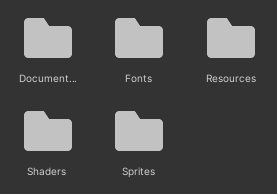 Document...
Fonts
Resources
Shaders
Sprites